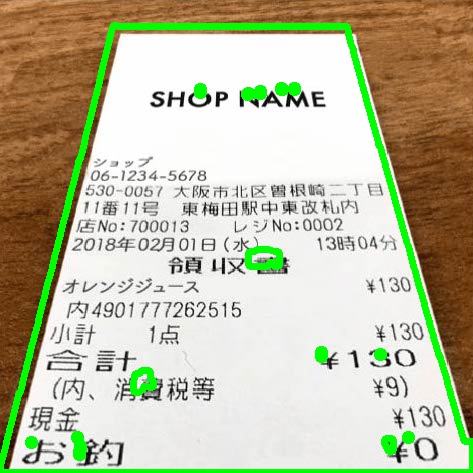 SHOP NAME
ショップ
06-1234-5678
530-0057 大阪市北区曽根崎二丁目
11番11号 東梅田駅中東改札内
店No:700013 レジNo:0002
2018年02月01日(水) 13時04分
領収書
オレンジジュース ¥130
内4901777262515
小計 1点 ¥130
合計 ¥130
(内、消費税等 ¥9)
現金 ¥130
お釣 ¥0